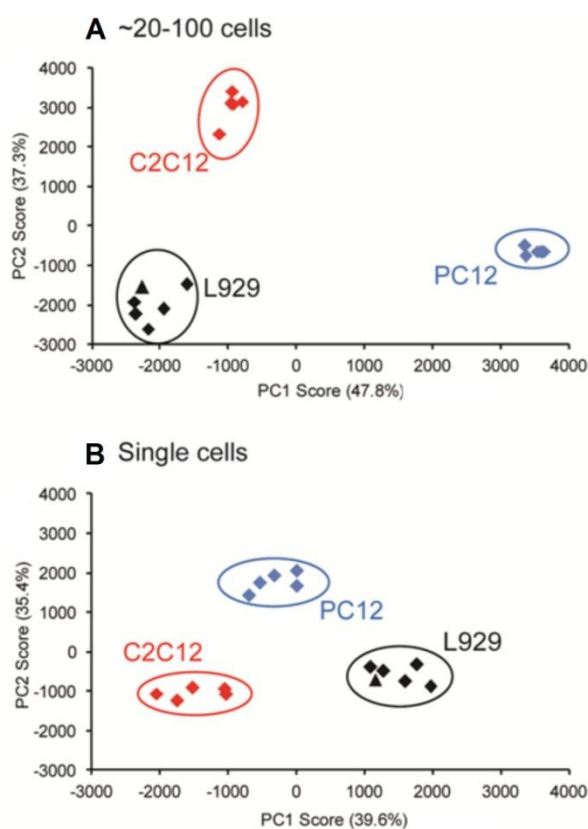 A ~20-100 cells
4000
3000
2000
1000
0
-1000
-2000
-3000
PC2 Score (37.3%)
C2C12
PC12
L929
-3000 -2000 -1000 0 1000 2000 3000 4000
PC1 Score (47.8%)
B Single cells
4000
3000
2000
1000
0
-1000
-2000
-3000
PC2 Score (35.4%)
PC12
C2C12
L929
-3000 -2000 -1000 0 1000 2000 3000 4000
PC1 Score (39.6%)